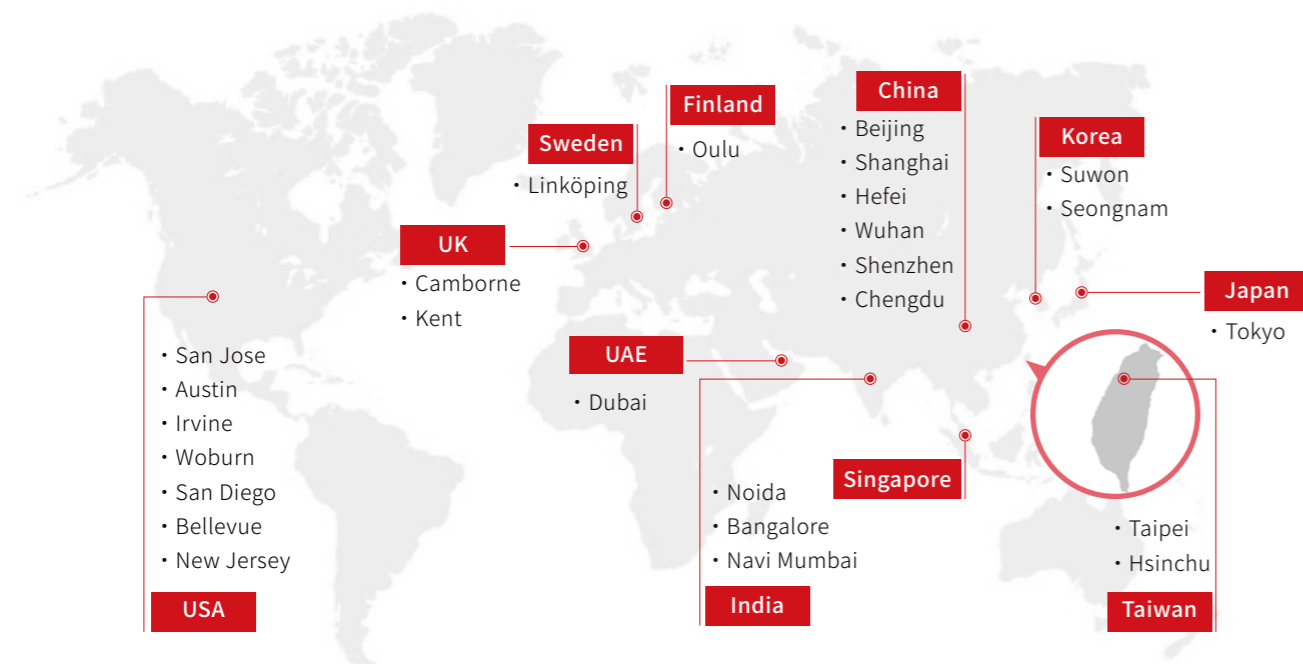 USA
・San Jose
・Austin
・Irvine
・Woburn
・San Diego
・Bellevue
・New Jersey
UK
・Camborne
・Kent
Sweden
・Linköping
Finland
・Oulu
UAE
・Dubai
India
・Noida
・Bangalore
・Navi Mumbai
Singapore
China
・Beijing
・Shanghai
・Hefei
・Wuhan
・Shenzhen
・Chengdu
Korea
・Suwon
・Seongnam
Japan
・Tokyo
Taiwan
・Taipei
・Hsinchu